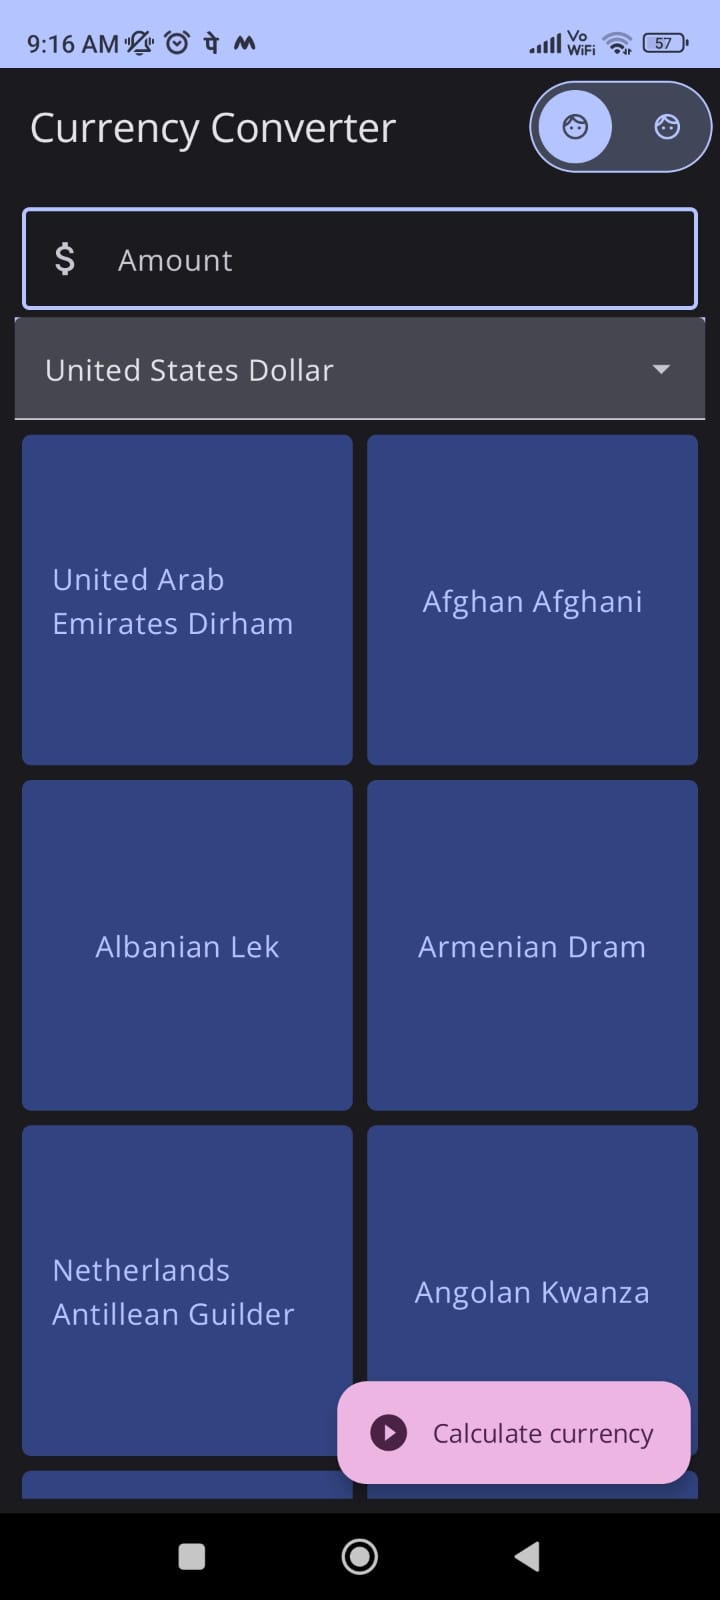 9:16 AM पे Vo WiFi 57
Currency Converter
$ Amount
United States Dollar
United Arab
Emirates Dirham
Afghan Afghani
Albanian Lek
Armenian Dram
Netherlands
Antillean Guilder
Angolan Kwanza
Calculate currency